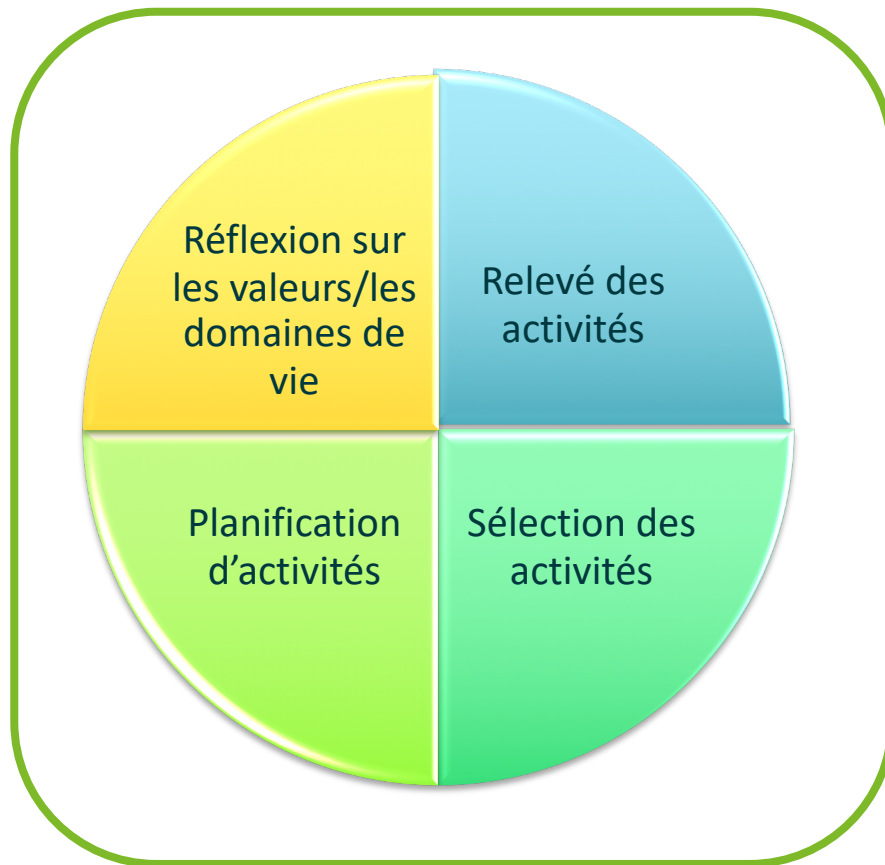 Réflexion sur
les valeurs/les
domaines de
vie
Relevé des
activités
Planification
d’activités
Sélection des
activités